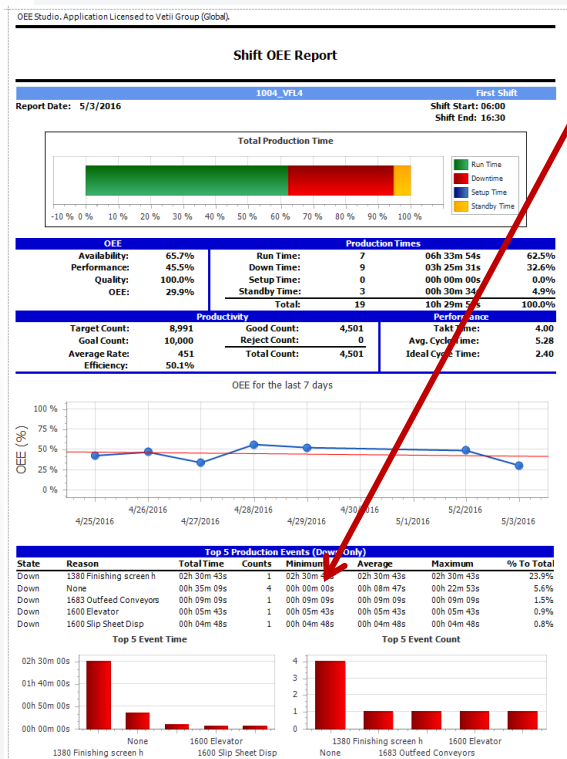 OEE Studio. Application Licensed to Vetii Group (Global).
Shift OEE Report
1004_VFL4 First Shift
Report Date: 5/3/2016 Shift Start: 06:00
Shift End: 16:30
Total Production Time
Run Time
Downtime
Setup Time
Standby Time
-10 % 0 % 10 % 20 % 30 % 40 % 50 % 60 % 70 % 80 % 90 % 100 %
OEE Production Times
Availability: 65.7% Run Time: 7 06h 33m 54s 62.5%
Performance: 45.5% Down Time: 9 03h 25m 31s 32.6%
Quality: 100.0% Setup Time: 0 00h 00m 00s 0.0%
OEE: 29.9% Standby Time: 3 00h 30m 34s 4.9%
Total: 19 10h 29m 100.0%
Productivity Performance
Target Count: 8,991 Good Count: 4,501 Takt Time: 4.00
Goal Count: 10,000 Reject Count: 0 Avg. Cycle Time: 5.28
Average Rate: 451 Total Count: 4,501 Ideal Cycle Time: 2.40
Efficiency: 50.1%
OEE for the last 7 days
OEE (%)
100 %
75 %
50 %
25 %
0 %
4/26/2016 4/28/2016 4/30/2016 5/2/2016
4/25/2016 4/27/2016 4/29/2016 5/1/2016 5/3/2016
Top 5 Production Events (Down Only)
State Reason Total Time Counts Minimum Average Maximum % To Total
Down 1380 Finishing screen h 02h 30m 43s 1 02h 30m 02h 30m 43s 02h 30m 43s 23.9%
Down None 00h 35m 09s 4 00h 00m 00s 00h 08m 47s 00h 22m 53s 5.6%
Down 1683 Outfeed Conveyors 00h 09m 09s 1 00h 09m 09s 00h 09m 09s 00h 09m 09s 1.5%
Down 1600 Elevator 00h 05m 43s 1 00h 05m 43s 00h 05m 43s 00h 05m 43s 0.9%
Down 1600 Slip Sheet Disp 00h 04m 48s 1 00h 04m 48s 00h 04m 48s 00h 04m 48s 0.8%
Top 5 Event Time Top 5 Event Count
02h 30m 00s
01h 40m 00s
00h 50m 00s
00h 00m 00s
None 1600 Elevator
1380 Finishing screen h 1600 Slip Sheet Disp
4
3
2
1
0
1380 Finishing screen h 1600 Elevator
None 1683 Outfeed Conveyors